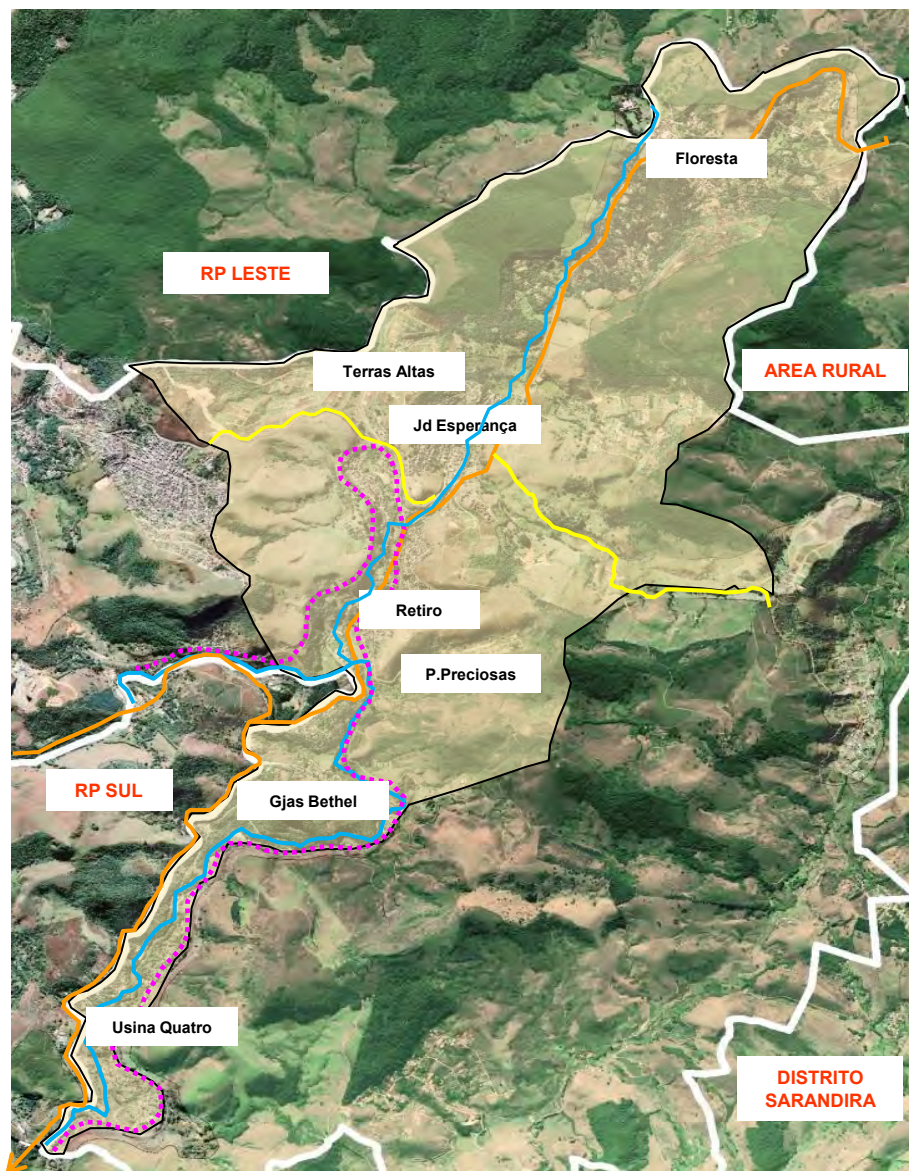 Floresta
RP LESTE
Terras Altas
AREA RURAL
Jd Esperança
Retiro
P.Preciosas
RP SUL
Gjas Bethel
Usina Quatro
DISTRITO
SARANDIRA